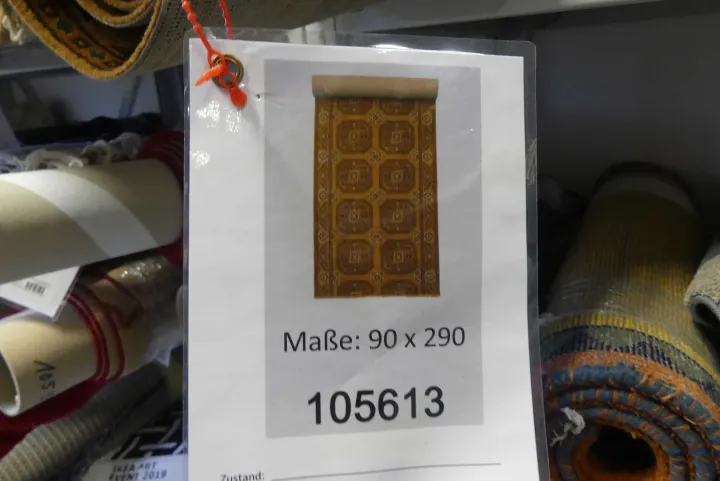 Maße: 90 x 290
105613
Zustand:
IKEA ART
EVENT 2019